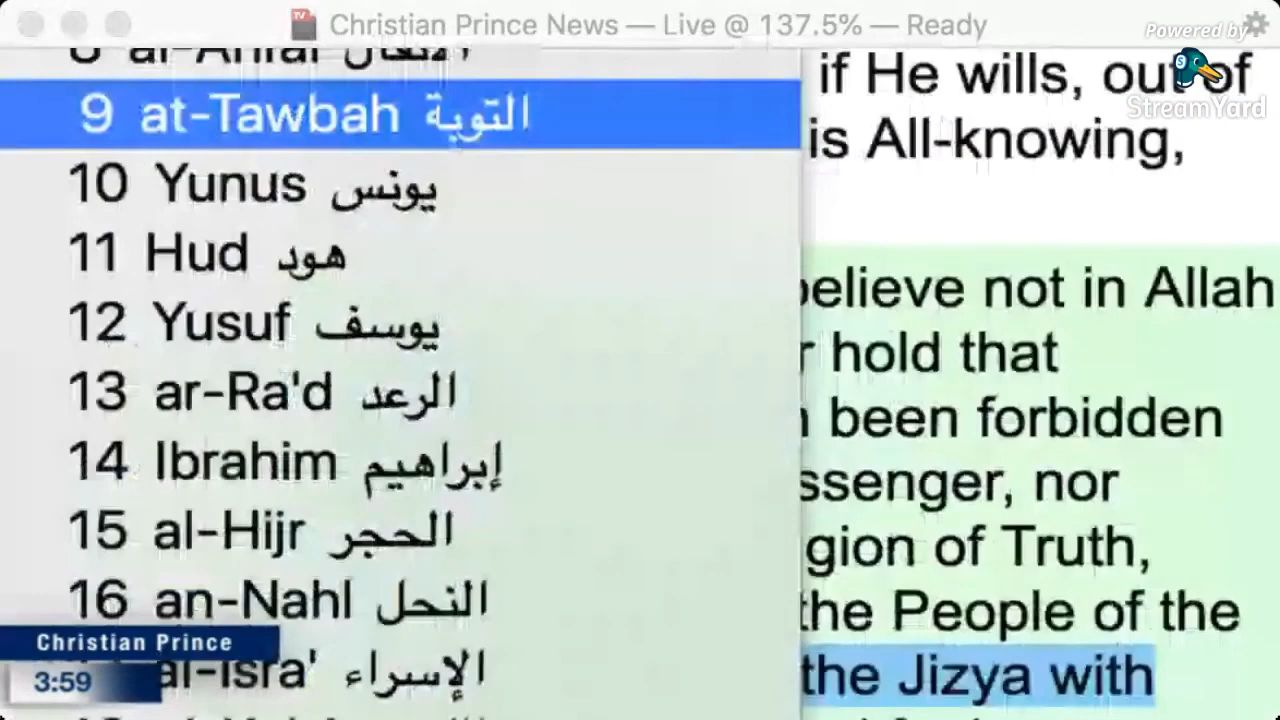 Christian Prince News — Live @ 137.5% — Ready
Powered by
StreamYard
8 al-Anfal الأنفال
9 at-Tawbah التوبة
10 Yunus يونس
11 Hud هود
12 Yusuf يوسف
13 ar-Ra'd الرعد
14 Ibrahim إبراهيم
15 al-Hijr الحجر
16 an-Nahl النحل
al-Isra' الإسراء
if He wills, out of
is All-knowing,
believe not in Allah
hold that
been forbidden
ssenger, nor
gion of Truth,
the People of the
the Jizya with
Christian Prince
3:59